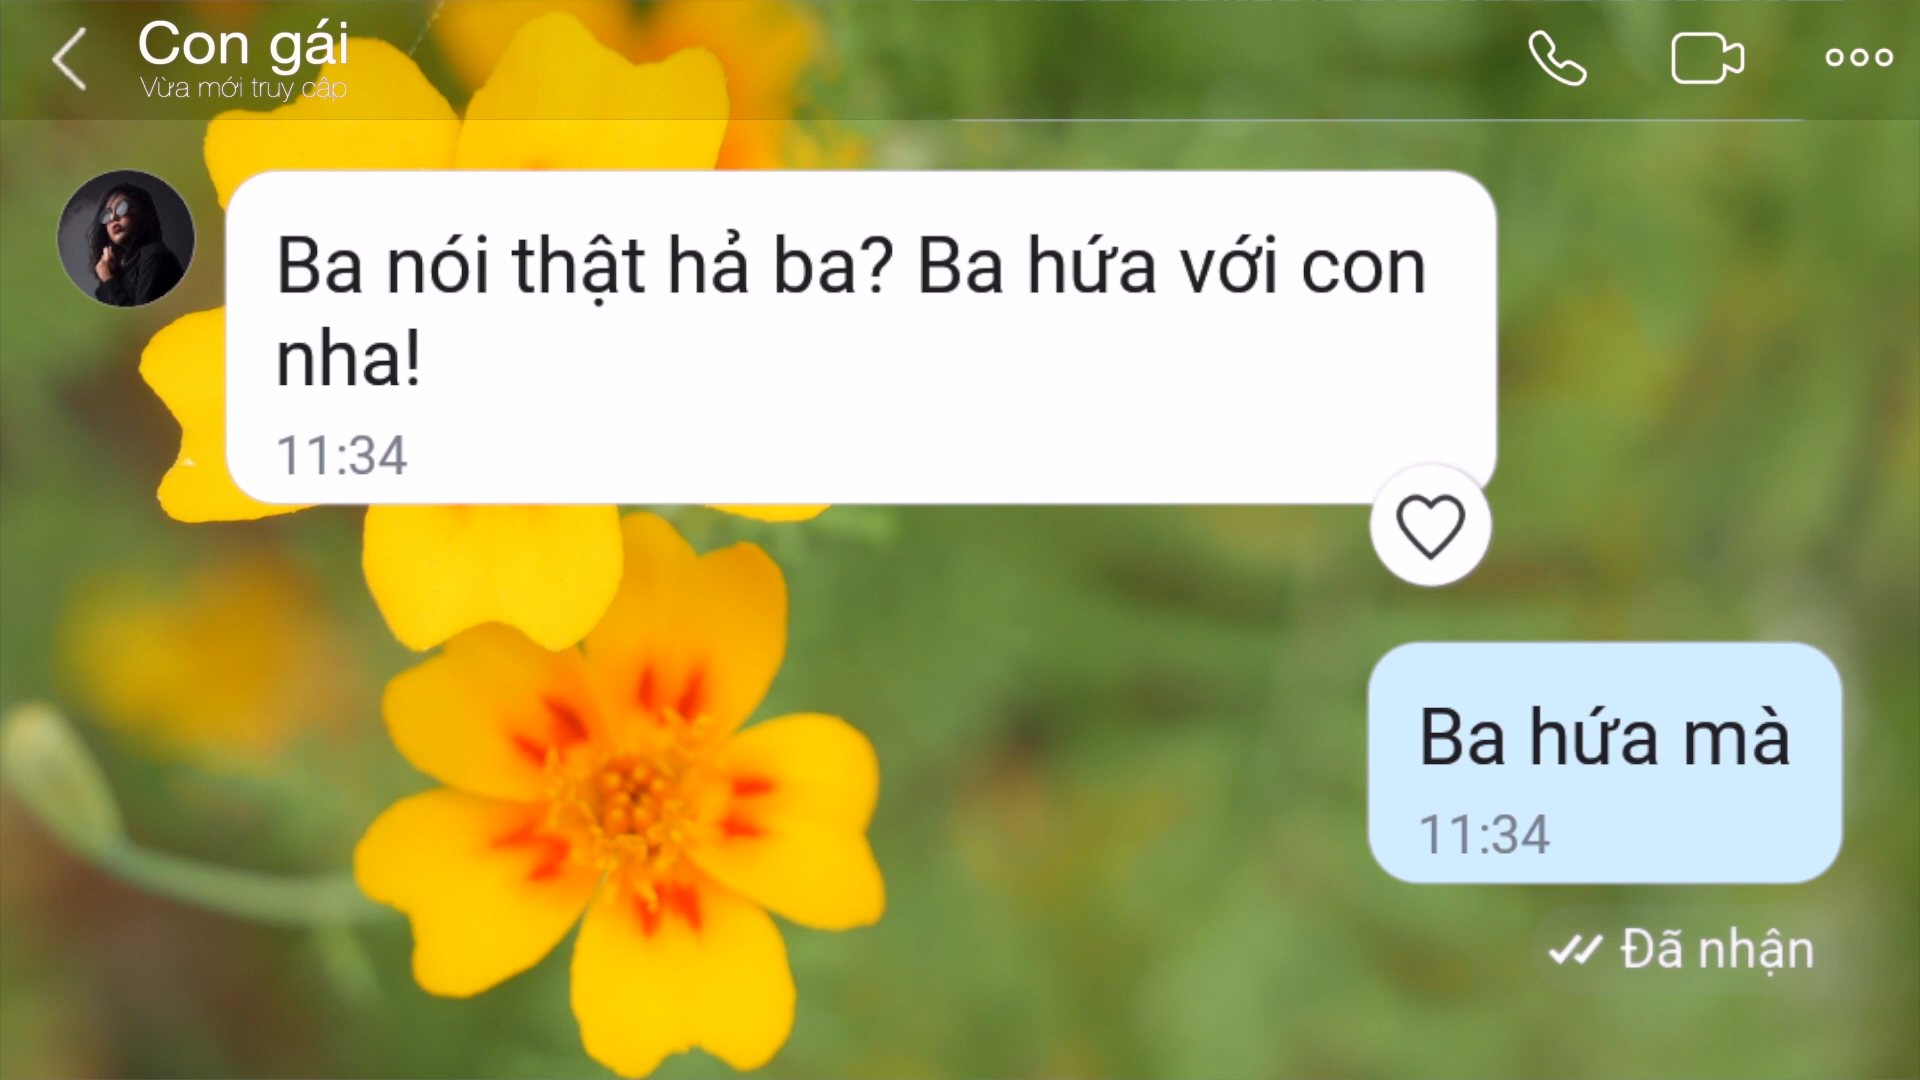 Con gái
Vừa mới truy cập
Ba nói thật hả ba? Ba hứa với con
nha!
11:34
Ba hứa mà
11:34
Đã nhận